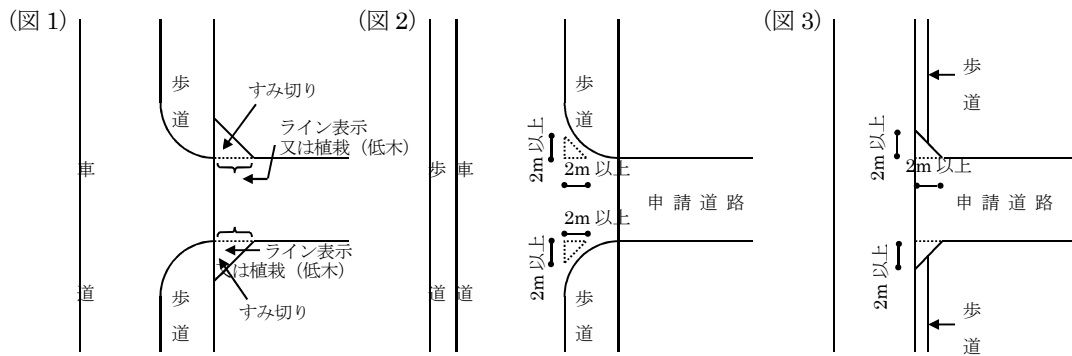 (図 1)
歩
道
すみ切り
ライン表示
又は植栽(低木)
車
道
ライン表示
又は植栽(低木)
すみ切り
歩
道
(図 2)
歩
道
2m 以上
2m 以上
歩
道
車
道
申 請 道 路
2m 以上
2m 以上
歩
道
(図 3)
歩
道
2m 以上
2m 以上
申 請 道 路
2m 以上
歩
道